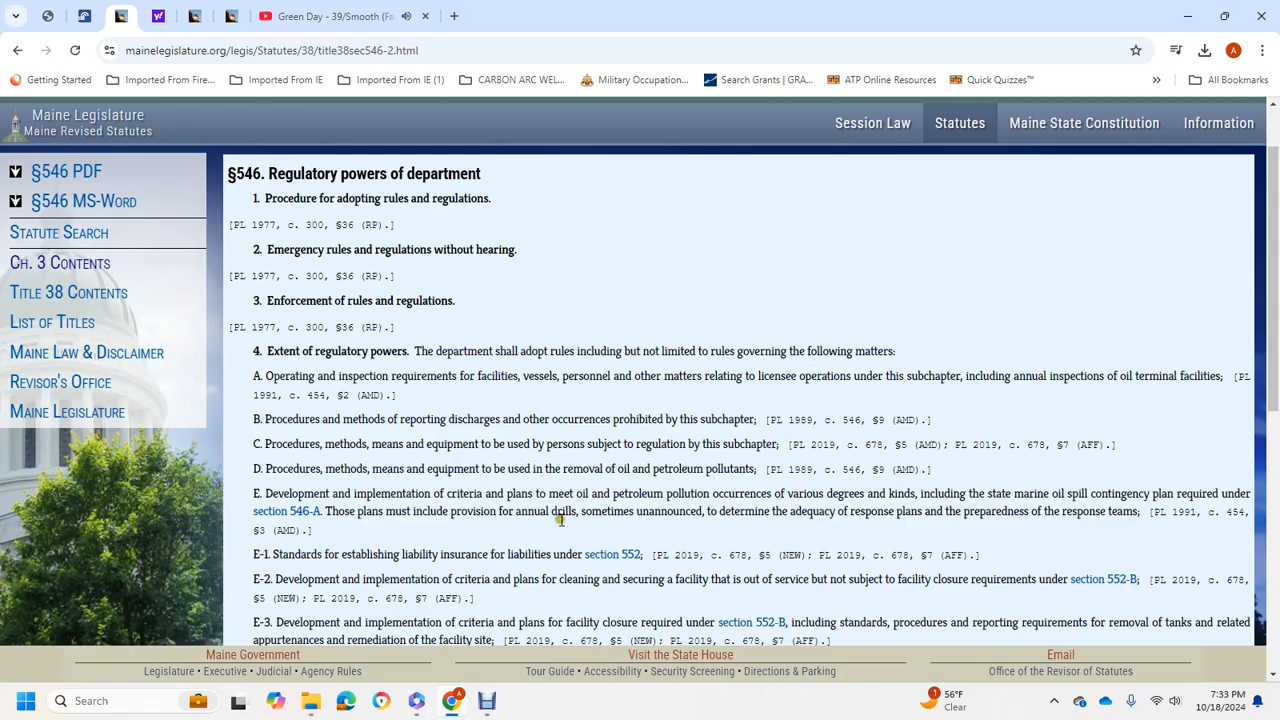 Green Day - 39/Smooth (Fa
mainelegislature.org/legis/Statutes/38/title38sec546-2.html
A
Getting Started
Imported From Fire...
Imported From IE
Imported From IE (1)
CARBON ARC WEL...
Military Occupation...
Search Grants | GRA...
ATP Online Resources
Quick Quizzes™
All Bookmarks
Maine Legislature
Maine Revised Statutes
Session Law
Statutes
Maine State Constitution
Information
§546 PDF
§546 MS-Word
Statute Search
Ch. 3 Contents
Title 38 Contents
List of Titles
Maine Law & Disclaimer
Revisor's Office
Maine Legislature
§546. Regulatory powers of department
1. Procedure for adopting rules and regulations.
[PL 1977, c. 300, §36 (RP).]
2. Emergency rules and regulations without hearing.
[PL 1977, c. 300, §36 (RP).]
3. Enforcement of rules and regulations.
[PL 1977, c. 300, §36 (RP).]
4. Extent of regulatory powers. The department shall adopt rules including but not limited to rules governing the following matters:
A. Operating and inspection requirements for facilities, vessels, personnel and other matters relating to licensee operations under this subchapter, including annual inspections of oil terminal facilities; [PL
1991, c. 454, §2 (AMD).]
B. Procedures and methods of reporting discharges and other occurrences prohibited by this subchapter; [PL 1989, c. 546, §9 (AMD).]
C. Procedures, methods, means and equipment to be used by persons subject to regulation by this subchapter; [PL 2019, c. 678, §5 (AMD); PL 2019, c. 678, §7 (AFF).]
D. Procedures, methods, means and equipment to be used in the removal of oil and petroleum pollutants; [PL 1989, c. 546, §9 (AMD).]
E. Development and implementation of criteria and plans to meet oil and petroleum pollution occurrences of various degrees and kinds, including the state marine oil spill contingency plan required under
section 546-A. Those plans must include provision for annual drills, sometimes unannounced, to determine the adequacy of response plans and the preparedness of the response teams; [PL 1991, c. 454,
§3 (AMD).]
E-1. Standards for establishing liability insurance for liabilities under section 552; [PL 2019, c. 678, §5 (NEW); PL 2019, c. 678, §7 (AFF).]
E-2. Development and implementation of criteria and plans for cleaning and securing a facility that is out of service but not subject to facility closure requirements under section 552-B; [PL 2019, c. 678,
§5 (NEW); PL 2019, c. 678, §7 (AFF).]
E-3. Development and implementation of criteria and plans for facility closure required under section 552-B, including standards, procedures and reporting requirements for removal of tanks and related
appurtenances and remediation of the facility site; [PL 2019, c. 678, §5 (NEW); PL 2019, c. 678, §7 (AFF).]
Maine Government
Legislature • Executive • Judicial • Agency Rules
Visit the State House
Tour Guide • Accessibility • Security Screening • Directions & Parking
Email
Office of the Revisor of Statutes
Search
A
1
56°F
Clear
7:33 PM
10/18/2024